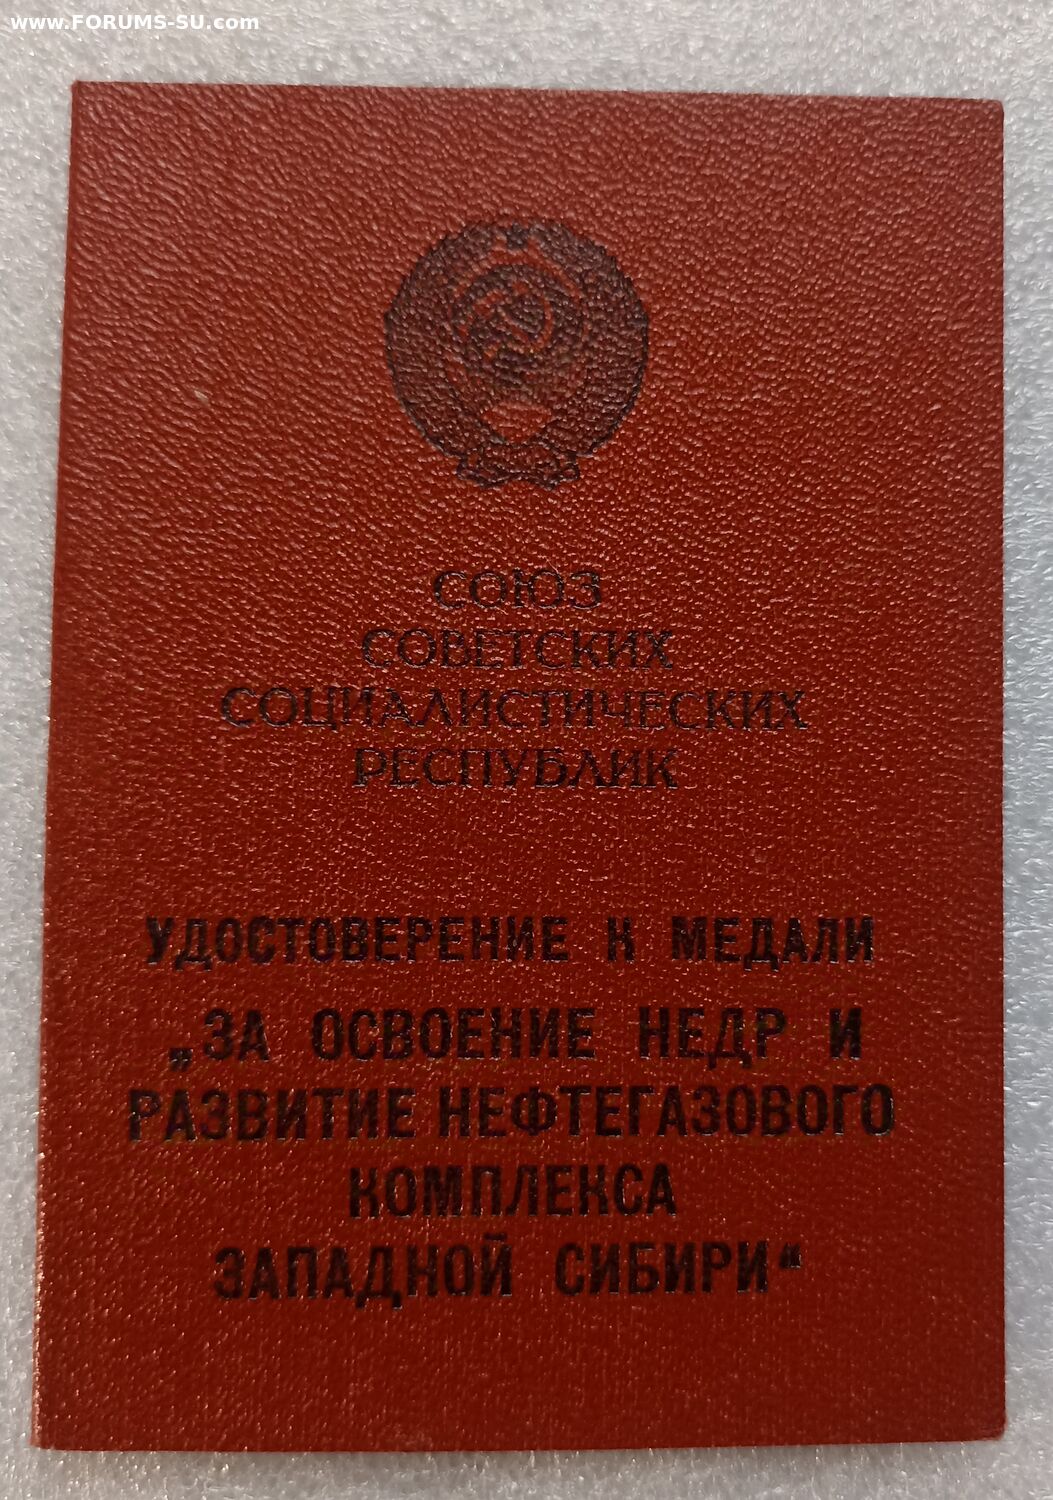 www.FORUMS-SU.com
СОЮЗ
СОВЕТСКИХ
СОЦИАЛИСТИЧЕСКИХ
РЕСПУБЛИК
УДОСТОВЕРЕНИЕ К МЕДАЛИ
„ЗА ОСВОЕНИЕ НЕДР И
РАЗВИТИЕ НЕФТЕГАЗОВОГО
КОМПЛЕКСА
ЗАПАДНОЙ СИБИРИ“